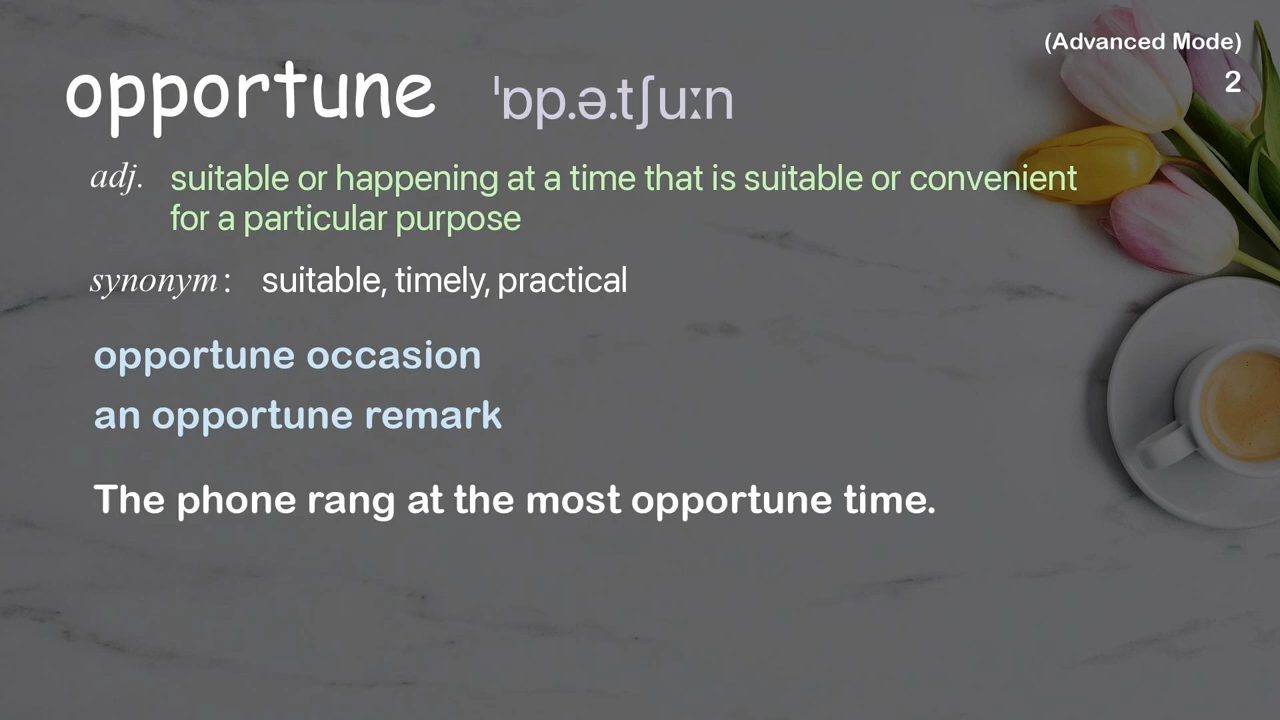 (Advanced Mode)
2
opportune ˈɒp.ə.tʃuːn
adj. suitable or happening at a time that is suitable or convenient
for a particular purpose
synonym: suitable, timely, practical
opportune occasion
an opportune remark
The phone rang at the most opportune time.